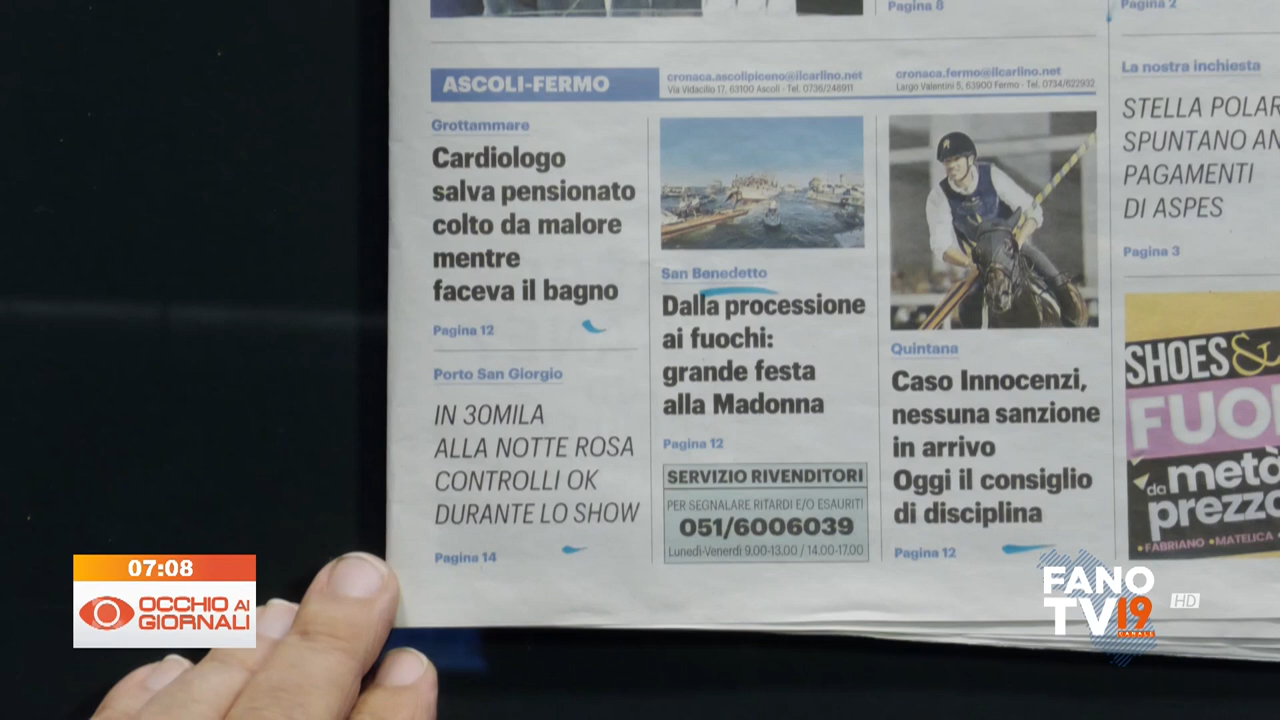 Pagina 8
Pagina 2
ASCOLI-FERMO
cronaca.ascolipiceno@ilcarlino.net
Via Vidacilio 17, 63100 Ascoli - Tel. 0736/248911
cronaca.fermo@ilcarlino.net
Largo Valentini 5, 63900 Fermo - Tel. 0734/622932
Grottammare
Cardiologo
salva pensionato
colto da malore
mentre
faceva il bagno
Pagina 12
Porto San Giorgio
IN 30MILA
ALLA NOTTE ROSA
CONTROLLI OK
DURANTE LO SHOW
Pagina 14
San Benedetto
Dalla processione
ai fuochi:
grande festa
alla Madonna
Pagina 12
SERVIZIO RIVENDITORI
PER SEGNALARE RITARDI E/O ESAURITI
051/6006039
Lunedì-Venerdì 9.00-13.00 / 14.00-17.00
Quintana
Caso Innocenzi,
nessuna sanzione
in arrivo
Oggi il consiglio
di disciplina
Pagina 12
La nostra inchiesta
STELLA POLAR
SPUNTANO AN
PAGAMENTI
DI ASPES
Pagina 3
SHOES&
FUO
da metà
prezzo
•FABRIANO •MATELICA •
07:08
OCCHIO AI
GIORNALI
FANO
TV 19
CANALE
HD